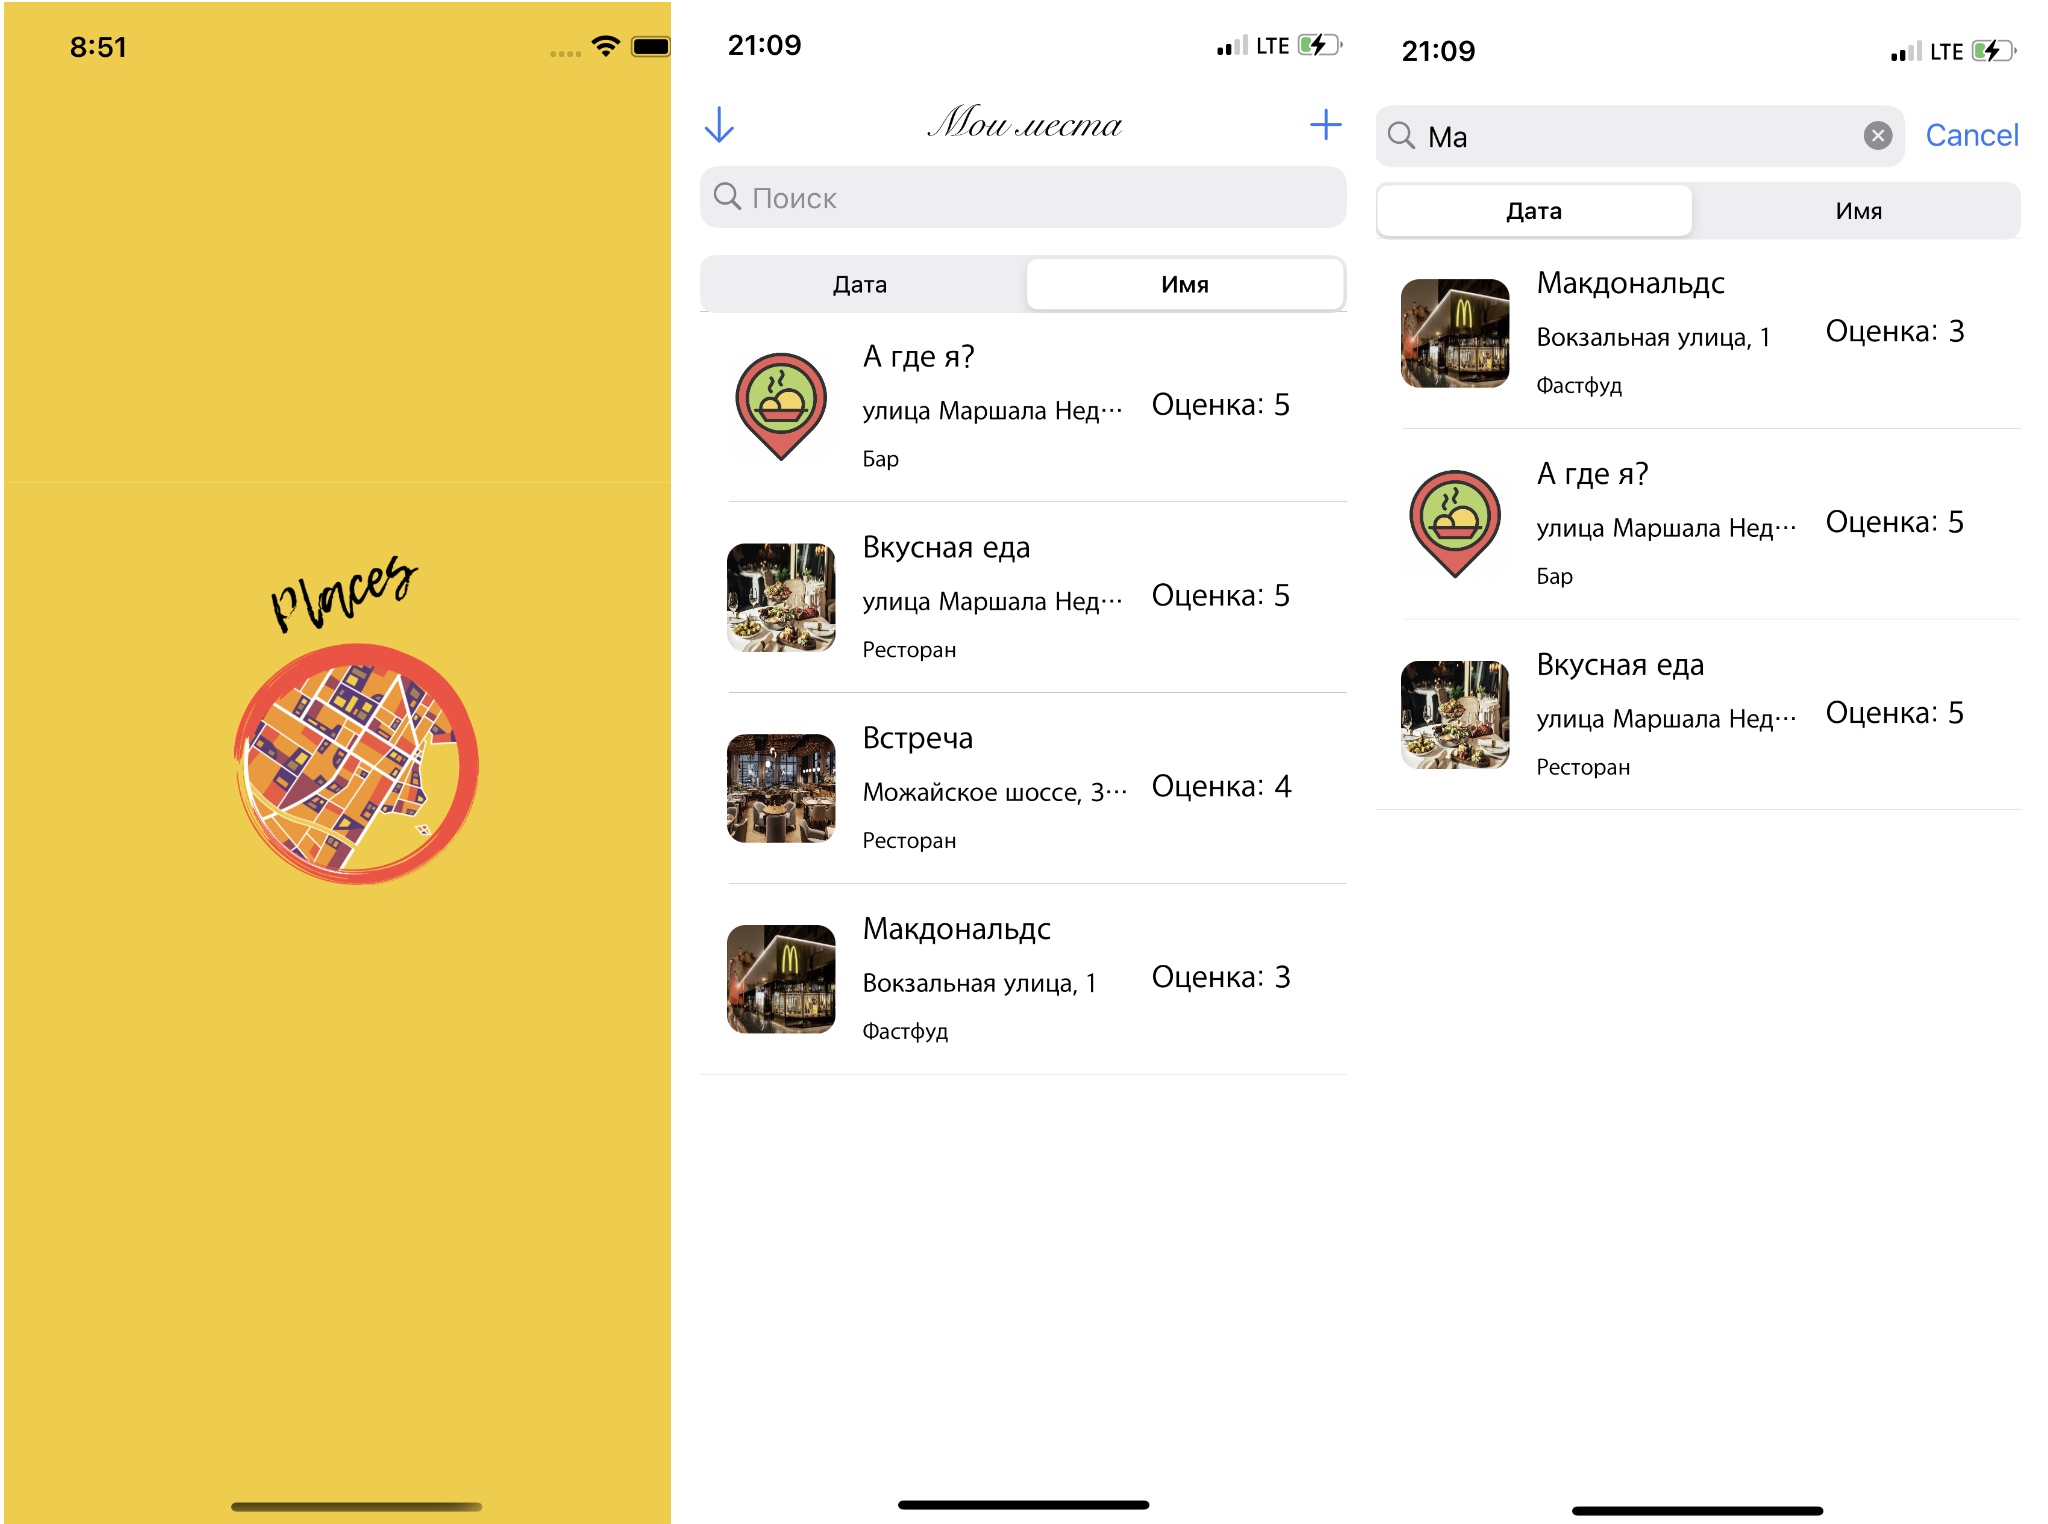 8:51
Places
21:09
LTE
Мои места
Поиск
Дата
Имя
А где я?
улица Маршала Нед…
Бар
Оценка: 5
Вкусная еда
улица Маршала Нед…
Ресторан
Оценка: 5
Встреча
Можайское шоссе, 3…
Ресторан
Оценка: 4
Макдональдс
Вокзальная улица, 1
Фастфуд
Оценка: 3
21:09
LTE
Ма
Cancel
Дата
Имя
Макдональдс
Вокзальная улица, 1
Фастфуд
Оценка: 3
А где я?
улица Маршала Нед…
Бар
Оценка: 5
Вкусная еда
улица Маршала Нед…
Ресторан
Оценка: 5